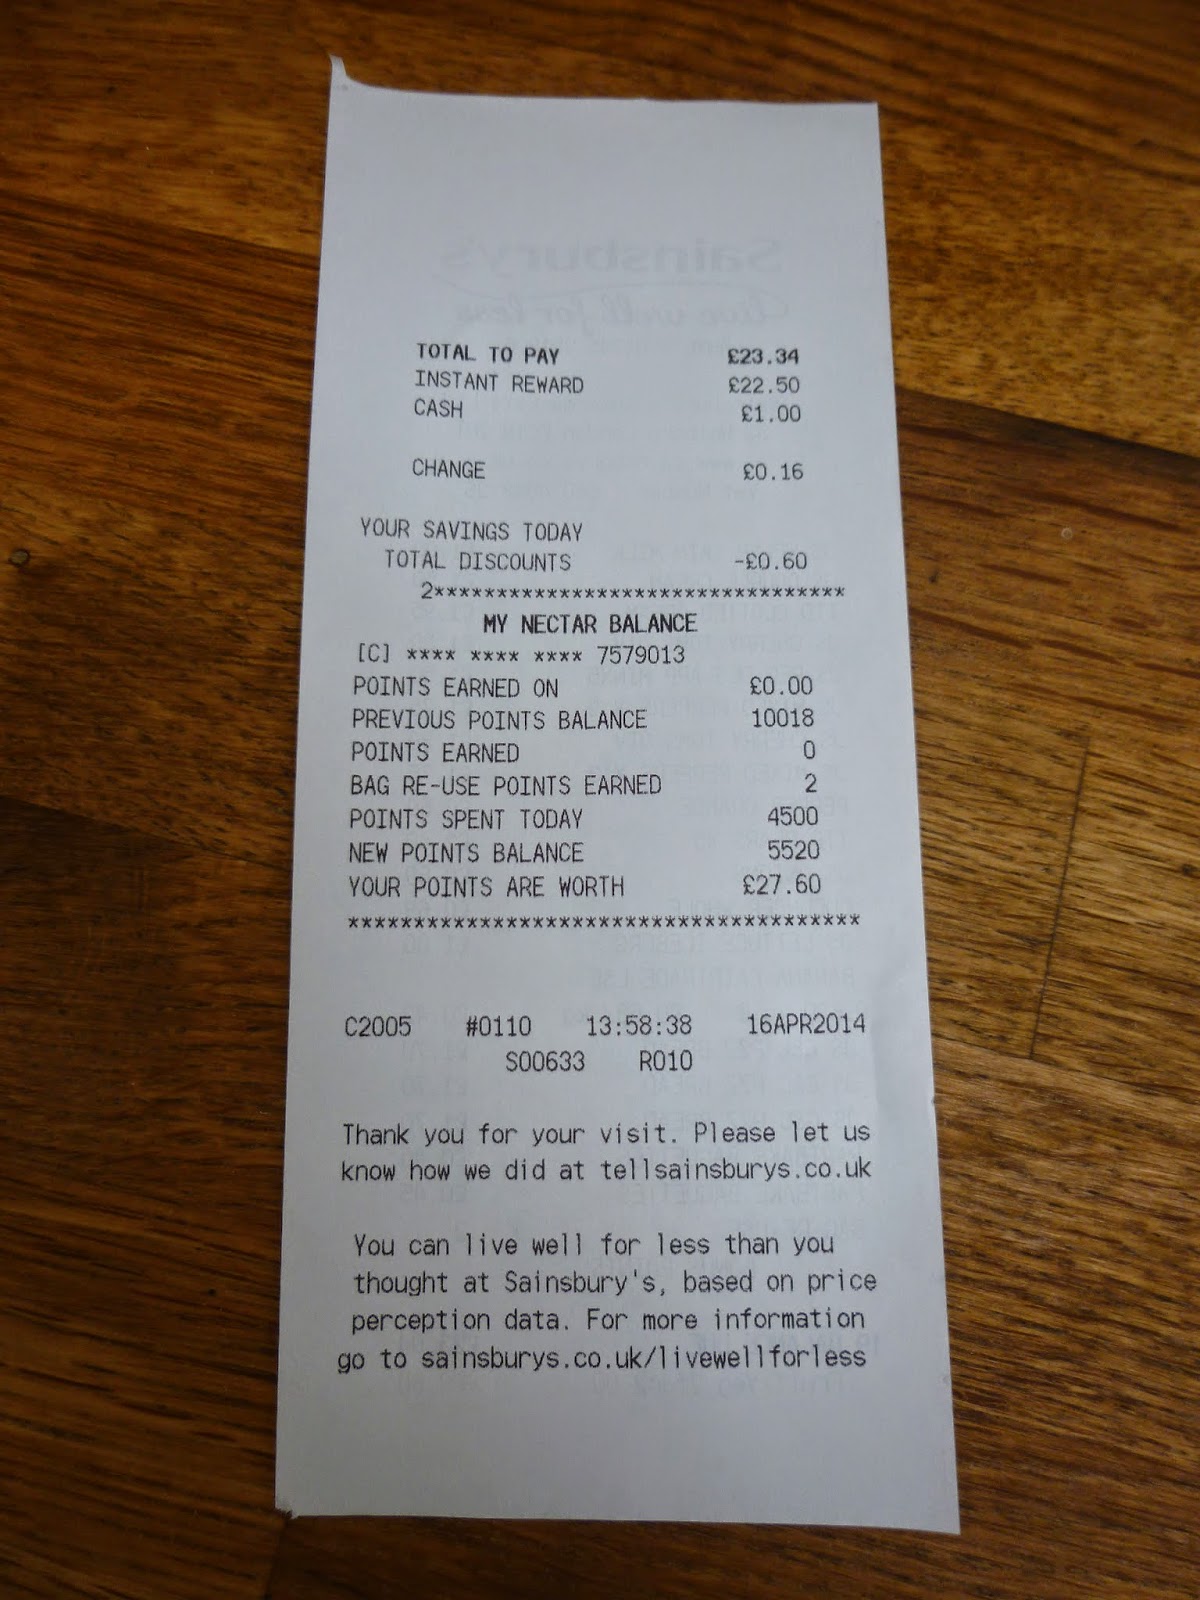 Sainsbury's
live well for less
TOTAL TO PAY £23.34
INSTANT REWARD £22.50
CASH £1.00
CHANGE £0.16
YOUR SAVINGS TODAY
TOTAL DISCOUNTS -£0.60
2*********************************
MY NECTAR BALANCE
[C] **** **** **** 7579013
POINTS EARNED ON £0.00
PREVIOUS POINTS BALANCE 10018
POINTS EARNED 0
BAG RE-USE POINTS EARNED 2
POINTS SPENT TODAY 4500
NEW POINTS BALANCE 5520
YOUR POINTS ARE WORTH £27.60
***************************************
C2005 #0110 13:58:38 16APR2014
S00633 R010
Thank you for your visit. Please let us
know how we did at tellsainsburys.co.uk
You can live well for less than you
thought at Sainsbury's, based on price
perception data. For more information
go to sainsburys.co.uk/livewellforless